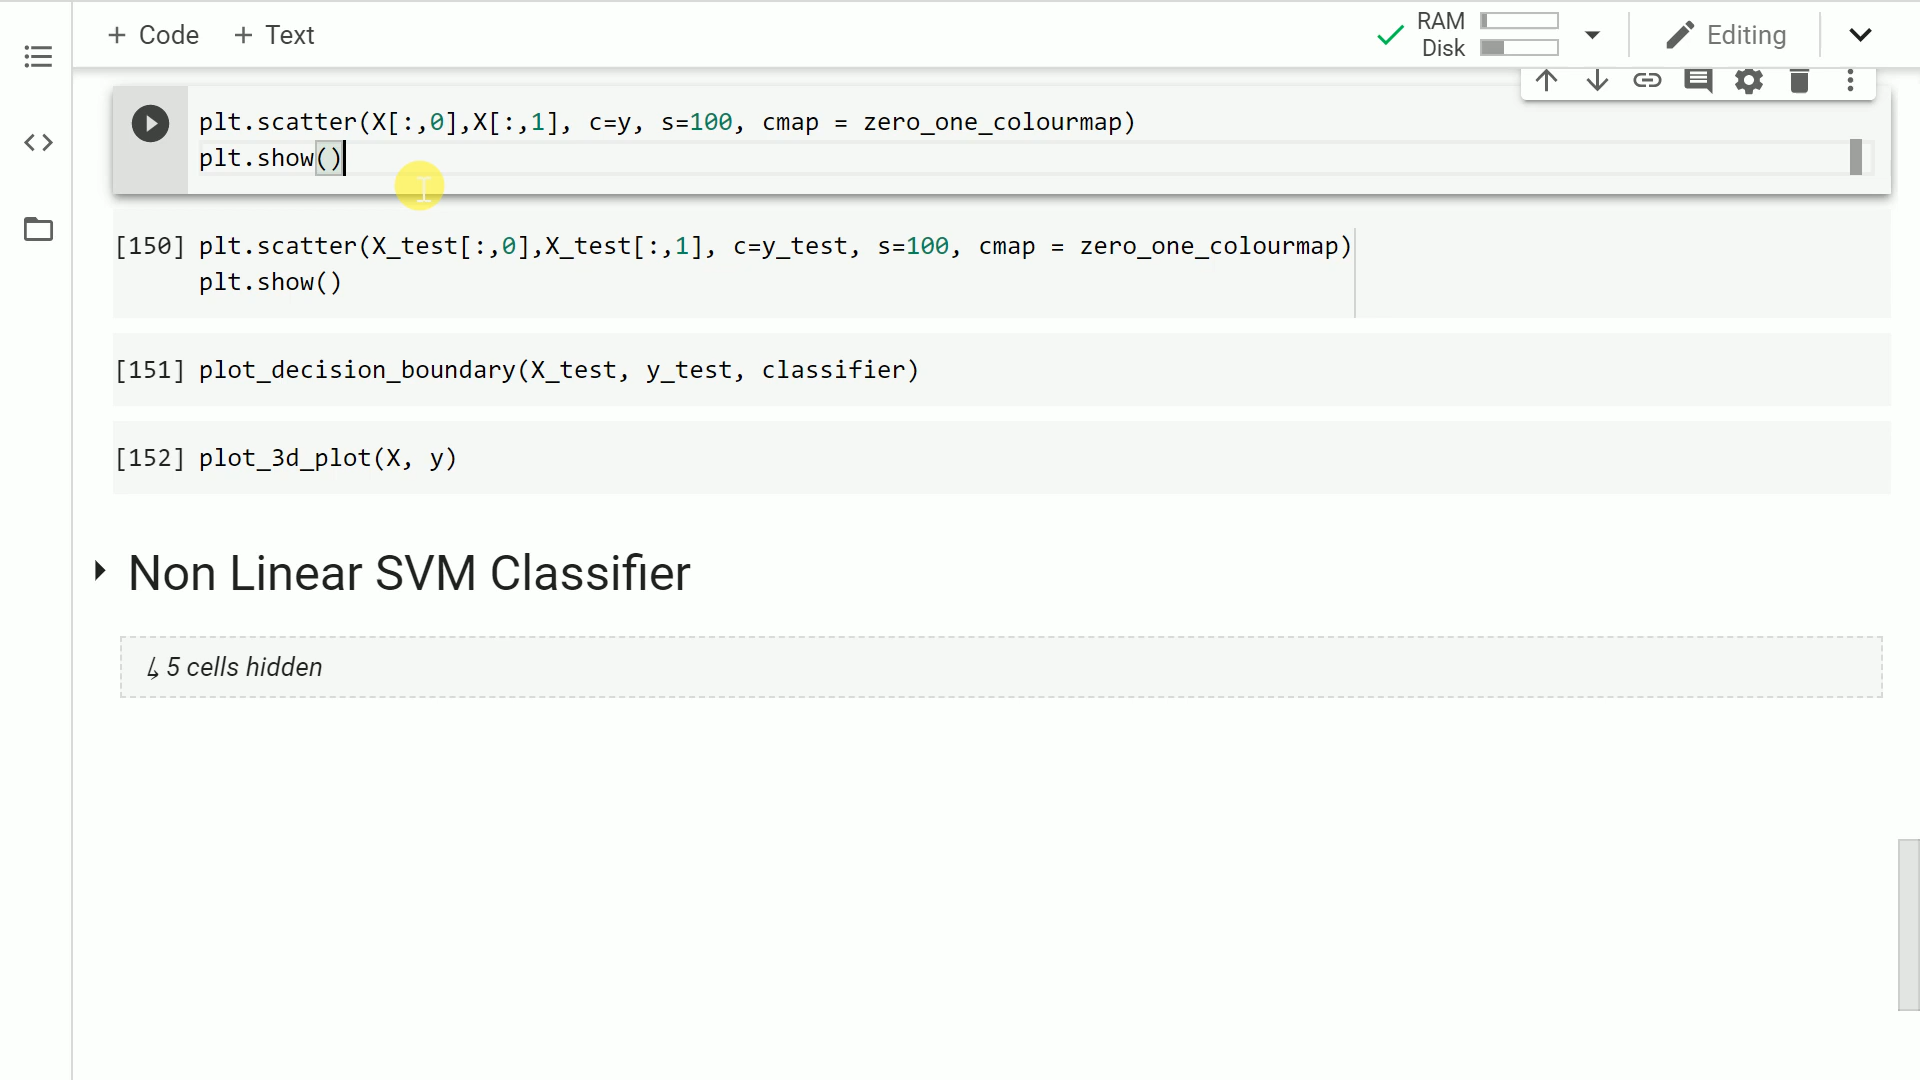 + Code + Text
RAM
Disk
Editing
plt.scatter(X[:,0],X[:,1], c=y, s=100, cmap = zero_one_colourmap)
plt.show()
[150] plt.scatter(X_test[:,0],X_test[:,1], c=y_test, s=100, cmap = zero_one_colourmap)
plt.show()
[151] plot_decision_boundary(X_test, y_test, classifier)
[152] plot_3d_plot(X, y)
Non Linear SVM Classifier
↳ 5 cells hidden